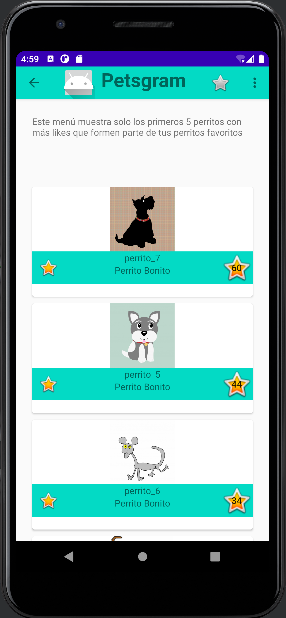 4:59
Petsgram
Este menú muestra solo los primeros 5 perritos con
más likes que formen parte de tus perritos favoritos
perrito_7
Perrito Bonito
60
perrito_5
Perrito Bonito
44
perrito_6
Perrito Bonito
34